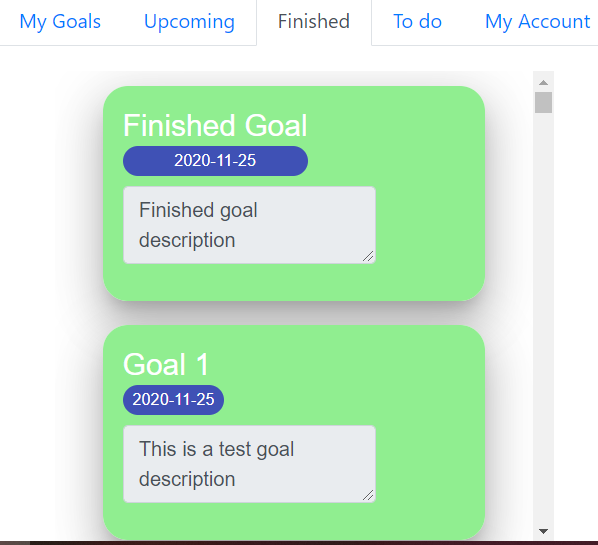 My Goals Upcoming Finished To do My Account
Finished Goal
2020-11-25
Finished goal
description
Goal 1
2020-11-25
This is a test goal
description